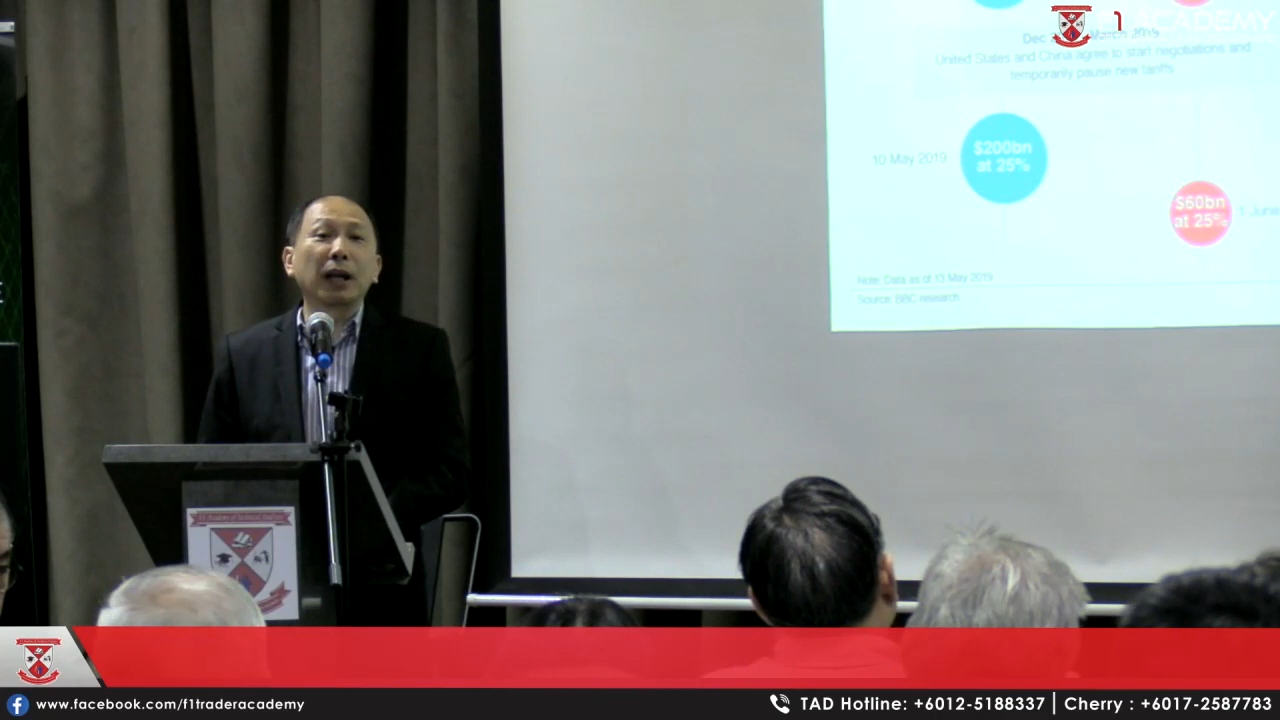 F1 ACADEMY
United States and China agree to start negotiations and
temporarily pause new tariffs
10 May 2019
$200bn
at 25%
$60bn
at 25%
Note: Data as of 13 May 2019
Source: BBC research
www.facebook.com/f1traderacademy
TAD Hotline: +6012-5188337 | Cherry : +6017-2587783